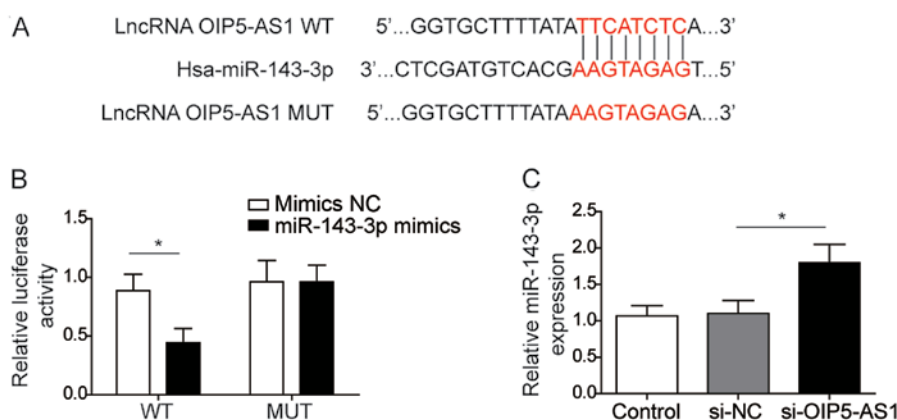 A
LncRNA OIP5-AS1 WT 5'...GGTGCTTTTATATTCATCTCA...3'
Hsa-miR-143-3p 3'...CTCGATGTCACGAAGTAGAGT...5'
LncRNA OIP5-AS1 MUT 5'...GGTGCTTTTATAAAGTAGAGA...3'
B
Relative luciferase
activity
1.5
1.0
0.5
0.0
*
Mimics NC
miR-143-3p mimics
WT MUT
C
Relative miR-143-3p
expression
2.5
2.0
1.5
1.0
0.5
0.0
*
Control si-NC si-OIP5-AS1